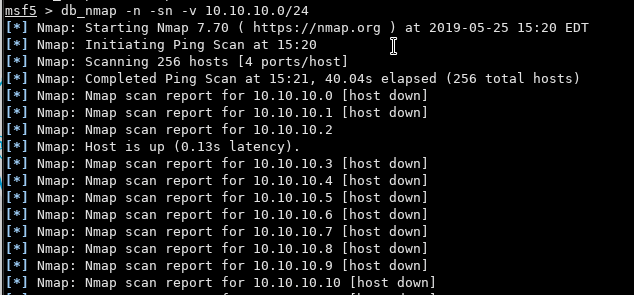 msf5 > db_nmap -n -sn -v 10.10.10.0/24
[*] Nmap: Starting Nmap 7.70 ( https://nmap.org ) at 2019-05-25 15:20 EDT
[*] Nmap: Initiating Ping Scan at 15:20
[*] Nmap: Scanning 256 hosts [4 ports/host]
[*] Nmap: Completed Ping Scan at 15:21, 40.04s elapsed (256 total hosts)
[*] Nmap: Nmap scan report for 10.10.10.0 [host down]
[*] Nmap: Nmap scan report for 10.10.10.1 [host down]
[*] Nmap: Nmap scan report for 10.10.10.2
[*] Nmap: Host is up (0.13s latency).
[*] Nmap: Nmap scan report for 10.10.10.3 [host down]
[*] Nmap: Nmap scan report for 10.10.10.4 [host down]
[*] Nmap: Nmap scan report for 10.10.10.5 [host down]
[*] Nmap: Nmap scan report for 10.10.10.6 [host down]
[*] Nmap: Nmap scan report for 10.10.10.7 [host down]
[*] Nmap: Nmap scan report for 10.10.10.8 [host down]
[*] Nmap: Nmap scan report for 10.10.10.9 [host down]
[*] Nmap: Nmap scan report for 10.10.10.10 [host down]